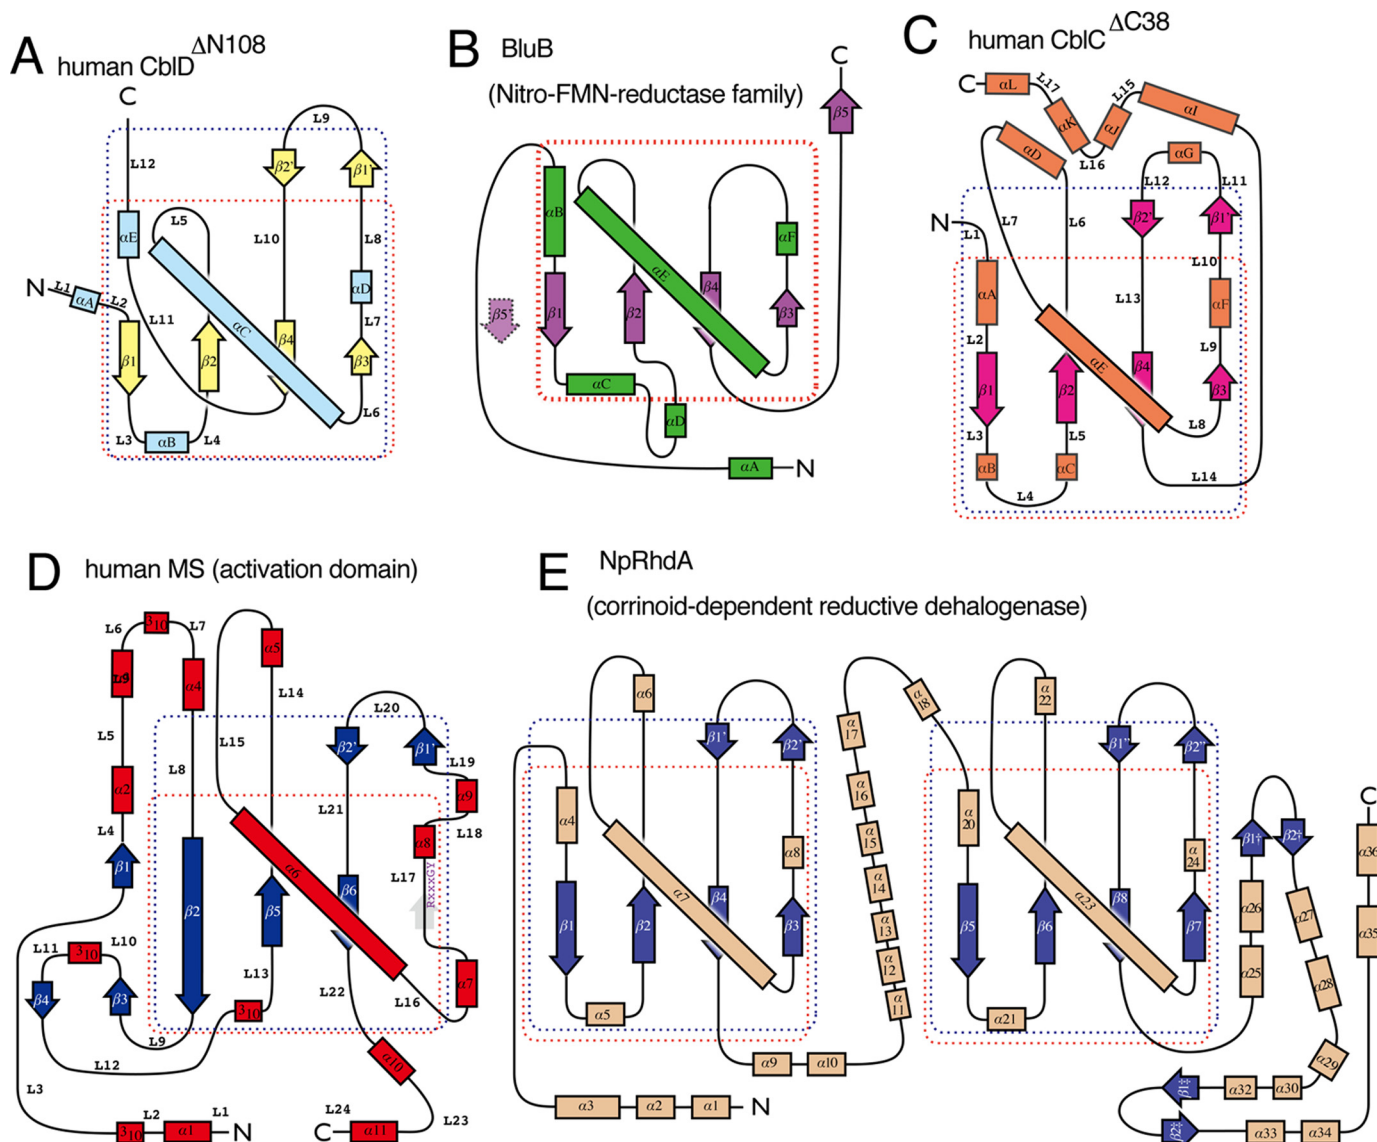 A
human CblD ΔN108
C
L9
β2'
β1'
L12
αE
L5
L10
L8
N
L1
αA
L2
L11
αC
αD
L7
β1
β2
β4
β3
L6
L3
αB
L4
B
BluB
(Nitro-FMN-reductase family)
C
β5
αB
αE
αF
β5
β1
β2
β4
β3
αC
αD
αA
N
C
human CblC ΔC38
C
αL
L17
αK
L16
αJ
L15
αI
αD
αG
L12
L11
N
L1
L7
L6
β2'
β1'
L10
αA
L13
αF
L2
αE
L9
β1
β2
β4
β3
L3
L5
L8
αB
αC
L4
L14
D
human MS (activation domain)
L6
3₁₀
L7
α5
L9
α4
L14
L5
L15
L20
β2'
β1'
L8
L19
α2
α9
L21
L4
L18
α8
β1
α6
L17
RxxxGY
β6
β2
β5
L11
3₁₀
L10
L13
β4
β3
L22
L16
α7
3₁₀
L9
L12
α10
L3
L2
L1
3₁₀
α1
N
L24
C
α11
L23
E
NpRhdA
(corrinoid-dependent reductive dehalogenase)
α6
α18
α22
α17
β1'
β2'
β1''
β2''
α4
α16
α20
α15
α7
α8
α14
α23
α24
β1
β2
β4
β3
α13
β5
β6
β8
β7
α12
α5
α11
α21
α9
α10
α3
α2
α1
N
β1‡
β2‡
C
α36
α26
α27
α35
α25
α28
α29
β1‡
α32
α30
β2‡
α33
α34